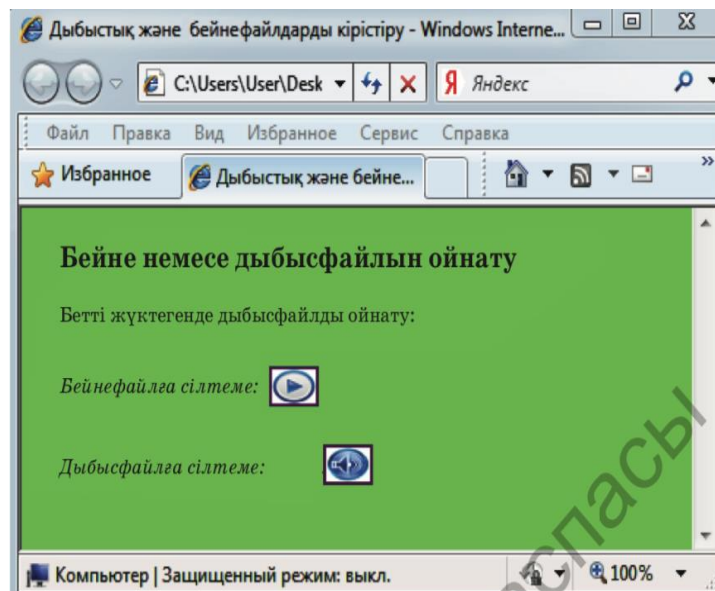 Дыбыстық және бейнефайлдарды кірістіру - Windows Interne...
C:\Users\User\Desk
Я Яндекс
Файл Правка Вид Избранное Сервис Справка
Избранное
Дыбыстық және бейне...
Бейне немесе дыбысфайлын ойнату
Бетті жүктегенде дыбысфайлды ойнату:
Бейнефайлға сілтеме:
Дыбысфайлға сілтеме:
Компьютер | Защищенный режим: выкл.
100%